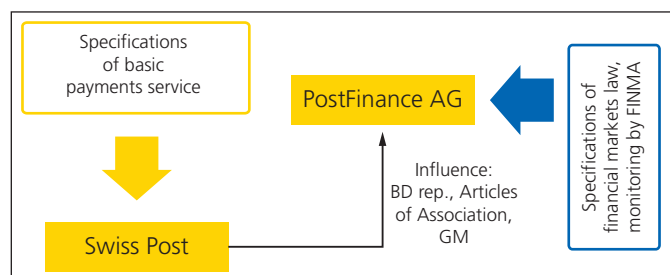 Specifications
of basic
payments service
PostFinance AG
Specifications of
financial markets law,
monitoring by FINMA
Influence:
BD rep., Articles
of Association,
GM
Swiss Post